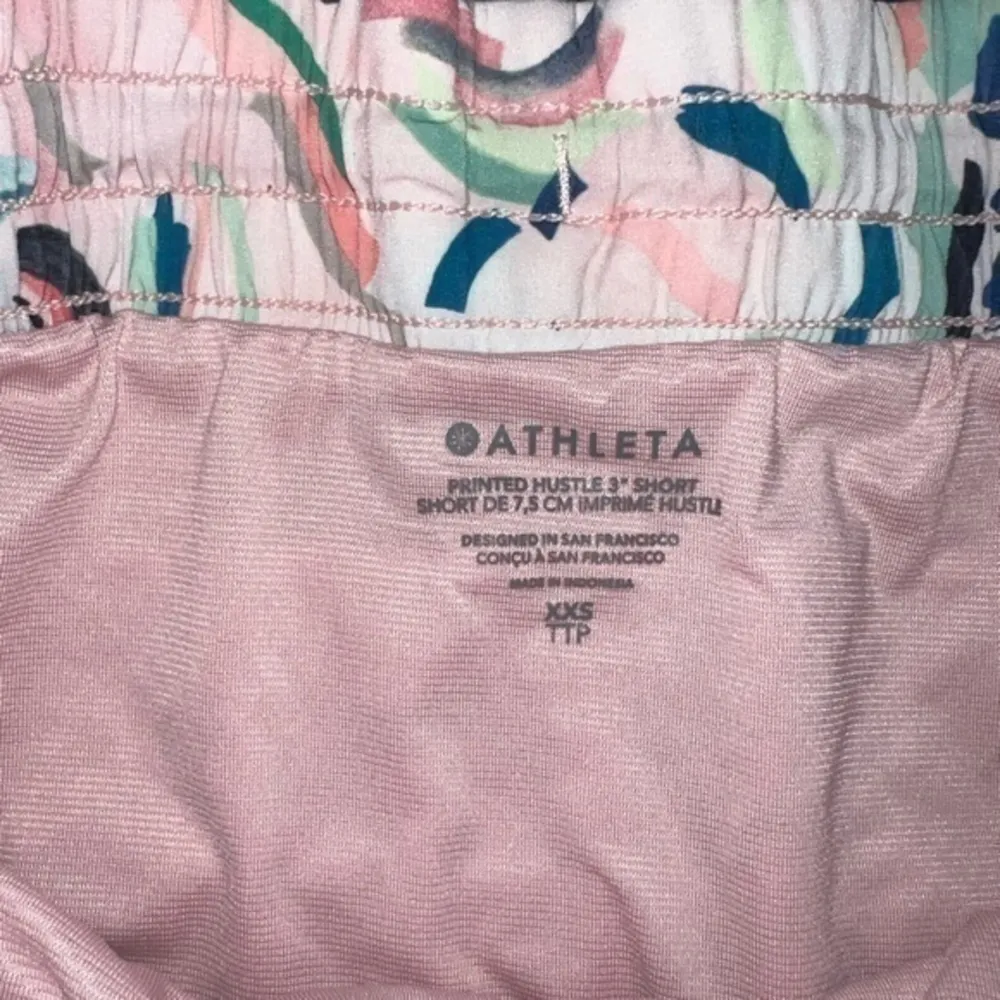 ATHLETA
PRINTED HUSTLE 3" SHORT
SHORT DE 7,5 CM IMPRIMÉ HUSTLE
DESIGNED IN SAN FRANCISCO
CONÇU À SAN FRANCISCO
MADE IN INDONESIA
XXS
TTP